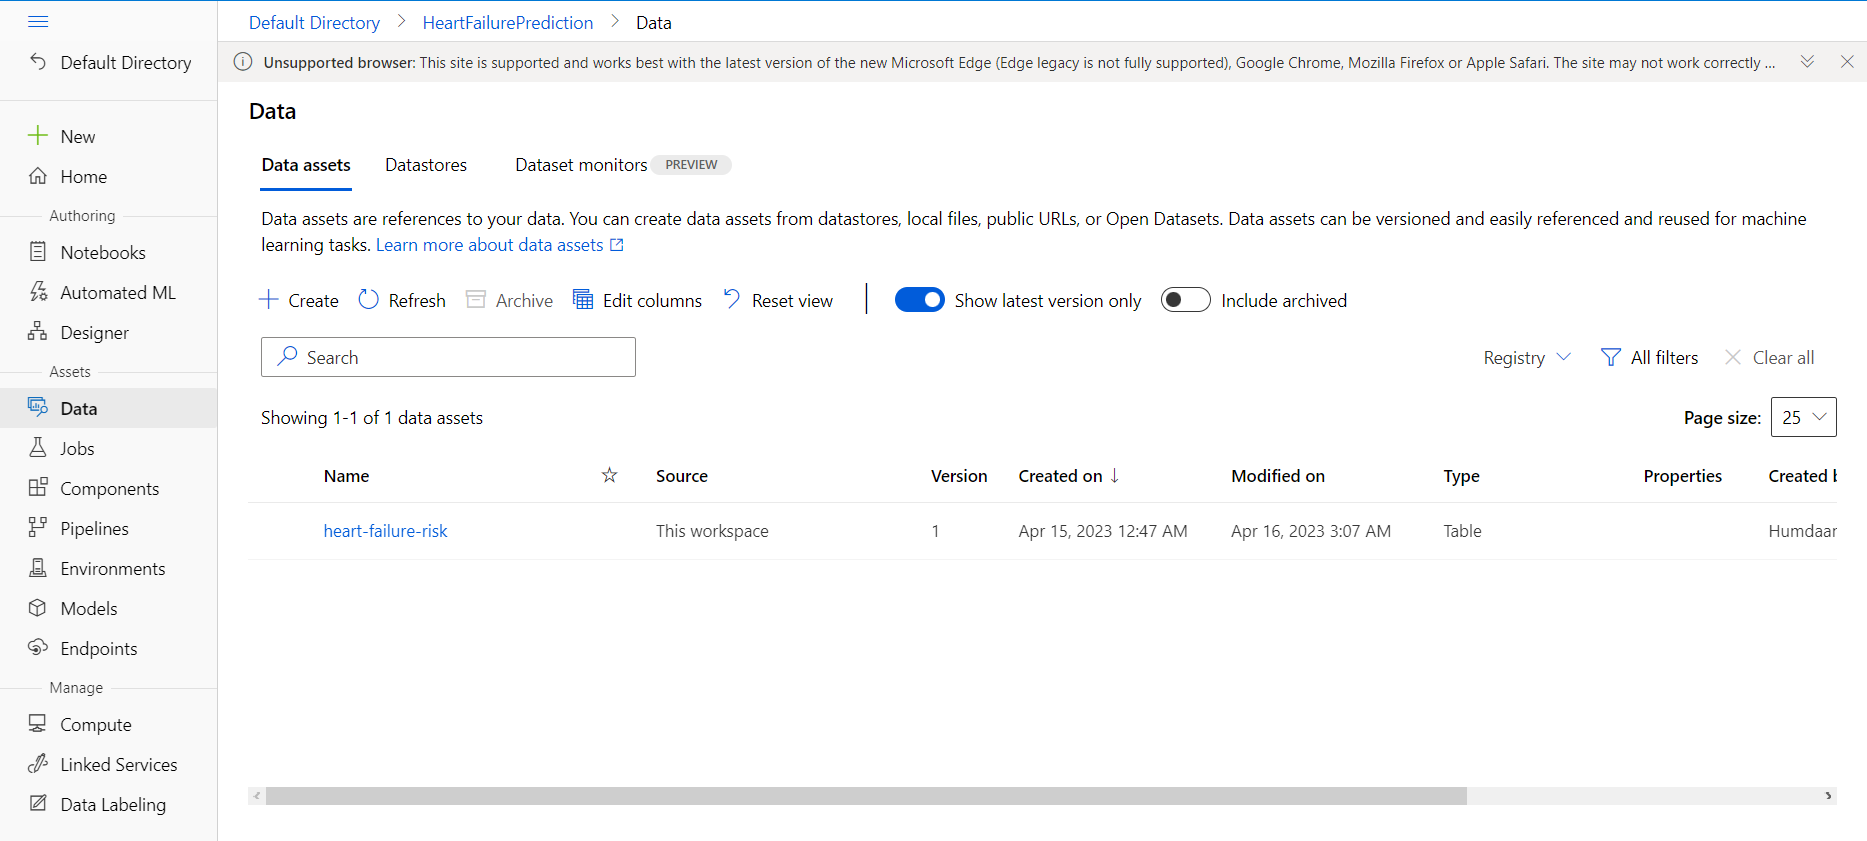 Default Directory > HeartFailurePrediction > Data
Default Directory
Unsupported browser: This site is supported and works best with the latest version of the new Microsoft Edge (Edge legacy is not fully supported), Google Chrome, Mozilla Firefox or Apple Safari. The site may not work correctly ...
New
Home
Authoring
Notebooks
Automated ML
Designer
Assets
Data
Jobs
Components
Pipelines
Environments
Models
Endpoints
Manage
Compute
Linked Services
Data Labeling
Data
Data assets Datastores Dataset monitors PREVIEW
Data assets are references to your data. You can create data assets from datastores, local files, public URLs, or Open Datasets. Data assets can be versioned and easily referenced and reused for machine
learning tasks. Learn more about data assets
Create Refresh Archive Edit columns Reset view Show latest version only Include archived
Search Registry All filters Clear all
Showing 1-1 of 1 data assets Page size: 25
Name Source Version Created on Modified on Type Properties Created
heart-failure-risk This workspace 1 Apr 15, 2023 12:47 AM Apr 16, 2023 3:07 AM Table Humdaar